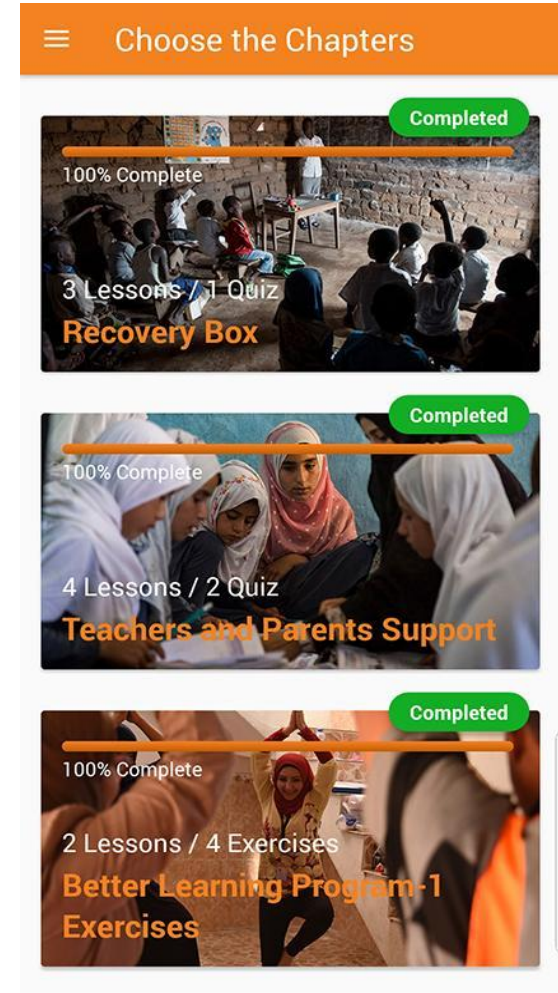 Choose the Chapters
Completed
100% Complete
3 Lessons / 1 Quiz
Recovery Box
Completed
100% Complete
4 Lessons / 2 Quiz
Teachers and Parents Support
Completed
100% Complete
2 Lessons / 4 Exercises
Better Learning Program-1
Exercises